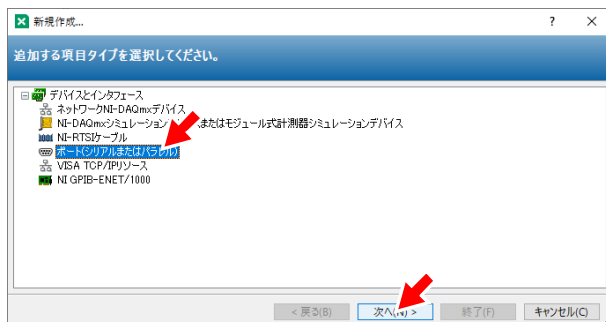 新規作成...
? ×
追加する項目タイプを選択してください。
デバイスとインタフェース
ネットワークNI-DAQmxデバイス
NI-DAQmxシミュレーション またはモジュール式計測器シミュレーションデバイス
NI-RTSIケーブル
ポート(シリアルまたはパラレル)
VISA TCP/IPリソース
NI GPIB-ENET/1000
< 戻る(B) 次へ(N) > 終了(F) キャンセル(C)